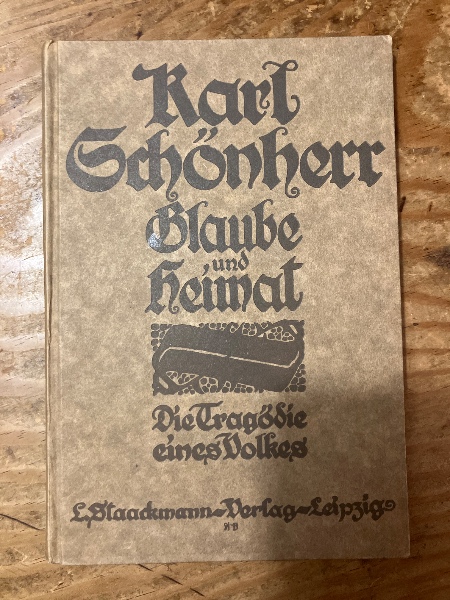 Karl
Schönherr
Glaube
und
Heimat
Die Tragödie
eines Volkes
L. Staackmann-Verlag-Leipzig